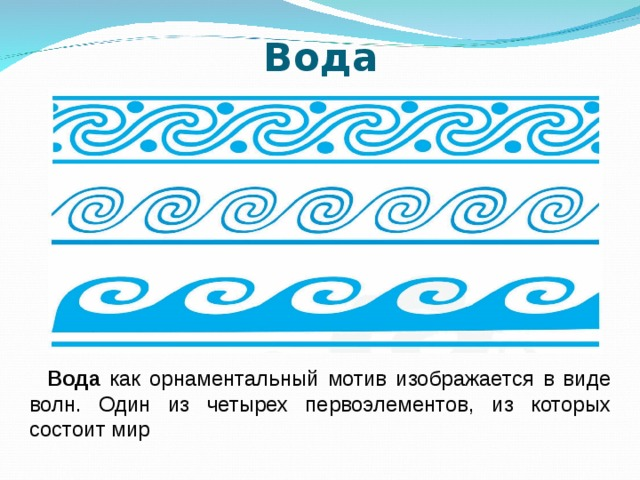 Вода
Вода как орнаментальный мотив изображается в виде
волн. Один из четырех первоэлементов, из которых
состоит мир